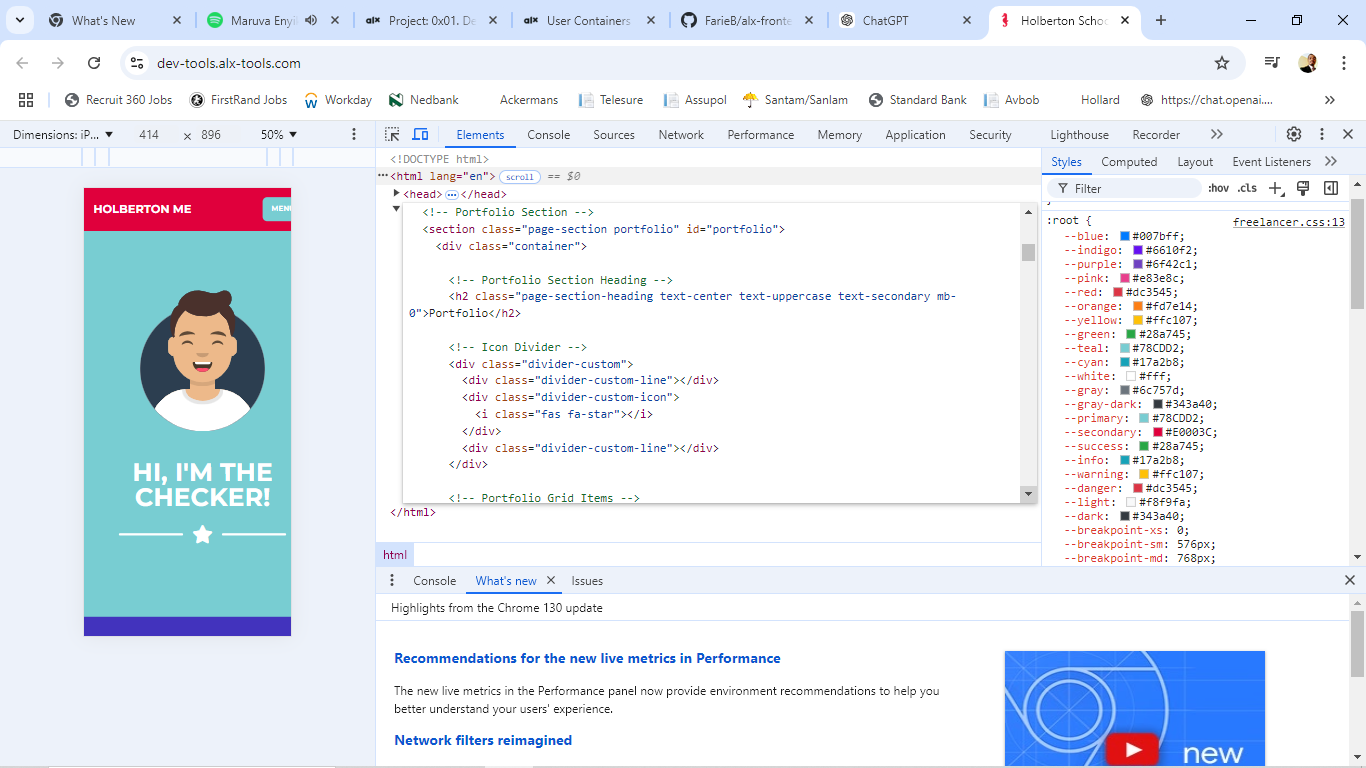 What's New
Maruva Enyi
Project: 0x01. De
User Containers
FarieB/alx-fronte
ChatGPT
Holberton Schoo
dev-tools.alx-tools.com
Recruit 360 Jobs
FirstRand Jobs
Workday
Nedbank
Ackermans
Telesure
Assupol
Santam/Sanlam
Standard Bank
Avbob
Hollard
https://chat.openai....
Dimensions: iP... 414 × 896 50%
Elements Console Sources Network Performance Memory Application Security Lighthouse Recorder
HOLBERTON ME
MENU
HI, I'M THE
CHECKER!
<!DOCTYPE html>
<html lang="en"> scroll == $0
<head> ⋯ </head>
<!-- Portfolio Section -->
<section class="page-section portfolio" id="portfolio">
<div class="container">
<!-- Portfolio Section Heading -->
<h2 class="page-section-heading text-center text-uppercase text-secondary mb-
0">Portfolio</h2>
<!-- Icon Divider -->
<div class="divider-custom">
<div class="divider-custom-line"></div>
<div class="divider-custom-icon">
<i class="fas fa-star"></i>
</div>
<div class="divider-custom-line"></div>
</div>
<!-- Portfolio Grid Items -->
</html>
html
Styles Computed Layout Event Listeners
Filter :hov .cls
}
:root { freelancer.css:13
--blue: #007bff;
--indigo: #6610f2;
--purple: #6f42c1;
--pink: #e83e8c;
--red: #dc3545;
--orange: #fd7e14;
--yellow: #ffc107;
--green: #28a745;
--teal: #78CDD2;
--cyan: #17a2b8;
--white: #fff;
--gray: #6c757d;
--gray-dark: #343a40;
--primary: #78CDD2;
--secondary: #E0003C;
--success: #28a745;
--info: #17a2b8;
--warning: #ffc107;
--danger: #dc3545;
--light: #f8f9fa;
--dark: #343a40;
--breakpoint-xs: 0;
--breakpoint-sm: 576px;
--breakpoint-md: 768px;
Console What's new Issues
Highlights from the Chrome 130 update
Recommendations for the new live metrics in Performance
The new live metrics in the Performance panel now provide environment recommendations to help you
better understand your users' experience.
Network filters reimagined
new